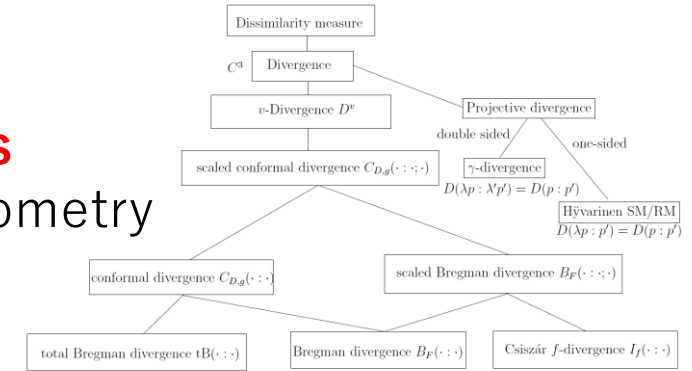 Dissimilarity measure
C³ Divergence
v-Divergence Dᵛ
Projective divergence
double sided
one-sided
s
scaled conformal divergence C_{D,g}(· : ·; ·)
γ-divergence
D(λp : λ′p′) = D(p : p′)
ometry
Hÿvarinen SM/RM
D(λp : p′) = D(p : p′)
conformal divergence C_{D,g}(· : ·)
scaled Bregman divergence B_F(· : ·; ·)
total Bregman divergence tB(· : ·)
Bregman divergence B_F(· : ·)
Csiszár f-divergence I_f(· : ·)